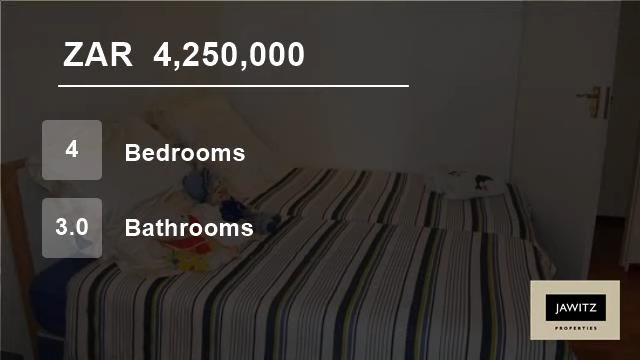 ZAR 4,250,000
4 Bedrooms
3.0 Bathrooms
JAWITZ
PROPERTIES